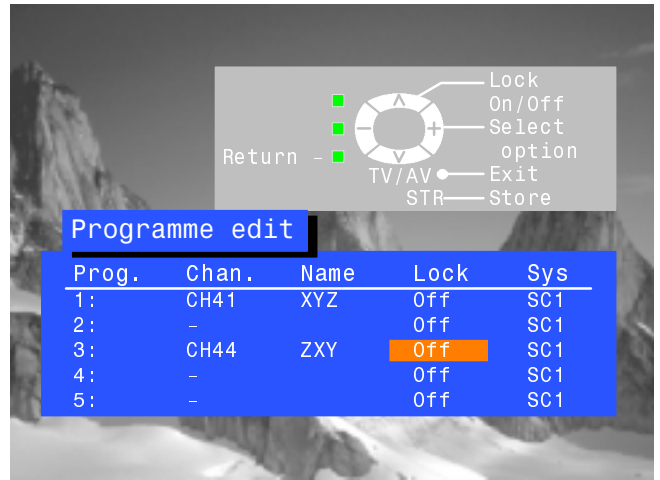 Lock
On/Off
Select
option
Return
TV/AV Exit
STR Store
Programme edit
Prog. Chan. Name Lock Sys
1: CH41 XYZ Off SC1
2: – Off SC1
3: CH44 ZXY Off SC1
4: – Off SC1
5: – Off SC1